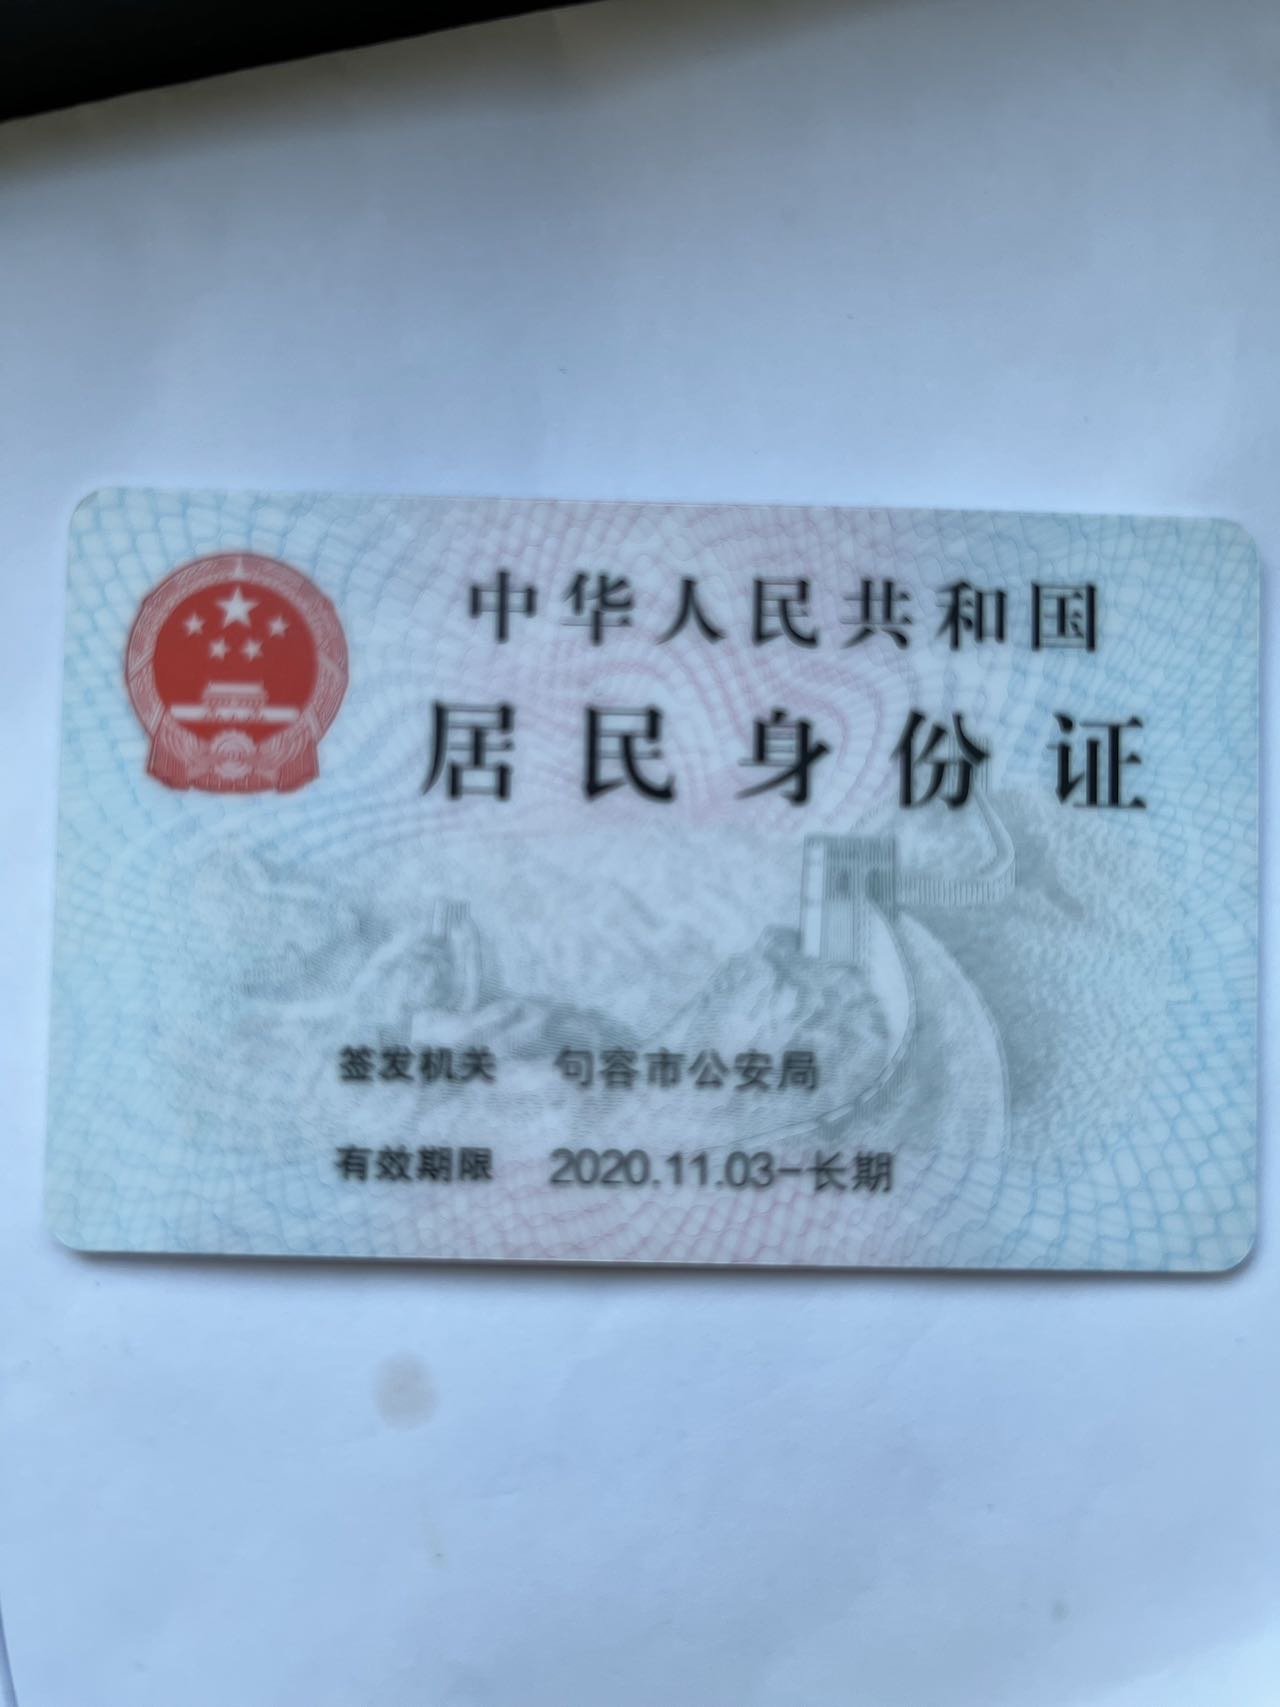 中华人民共和国
居民身份证
签发机关 句容市公安局
有效期限 2020.11.03-长期